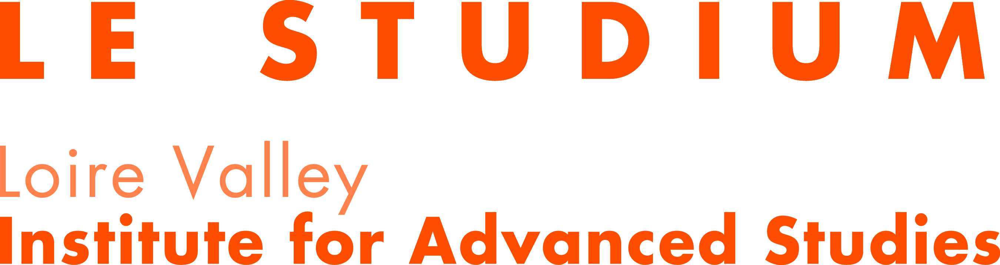 LE STUDIUM
Loire Valley
Institute for Advanced Studies